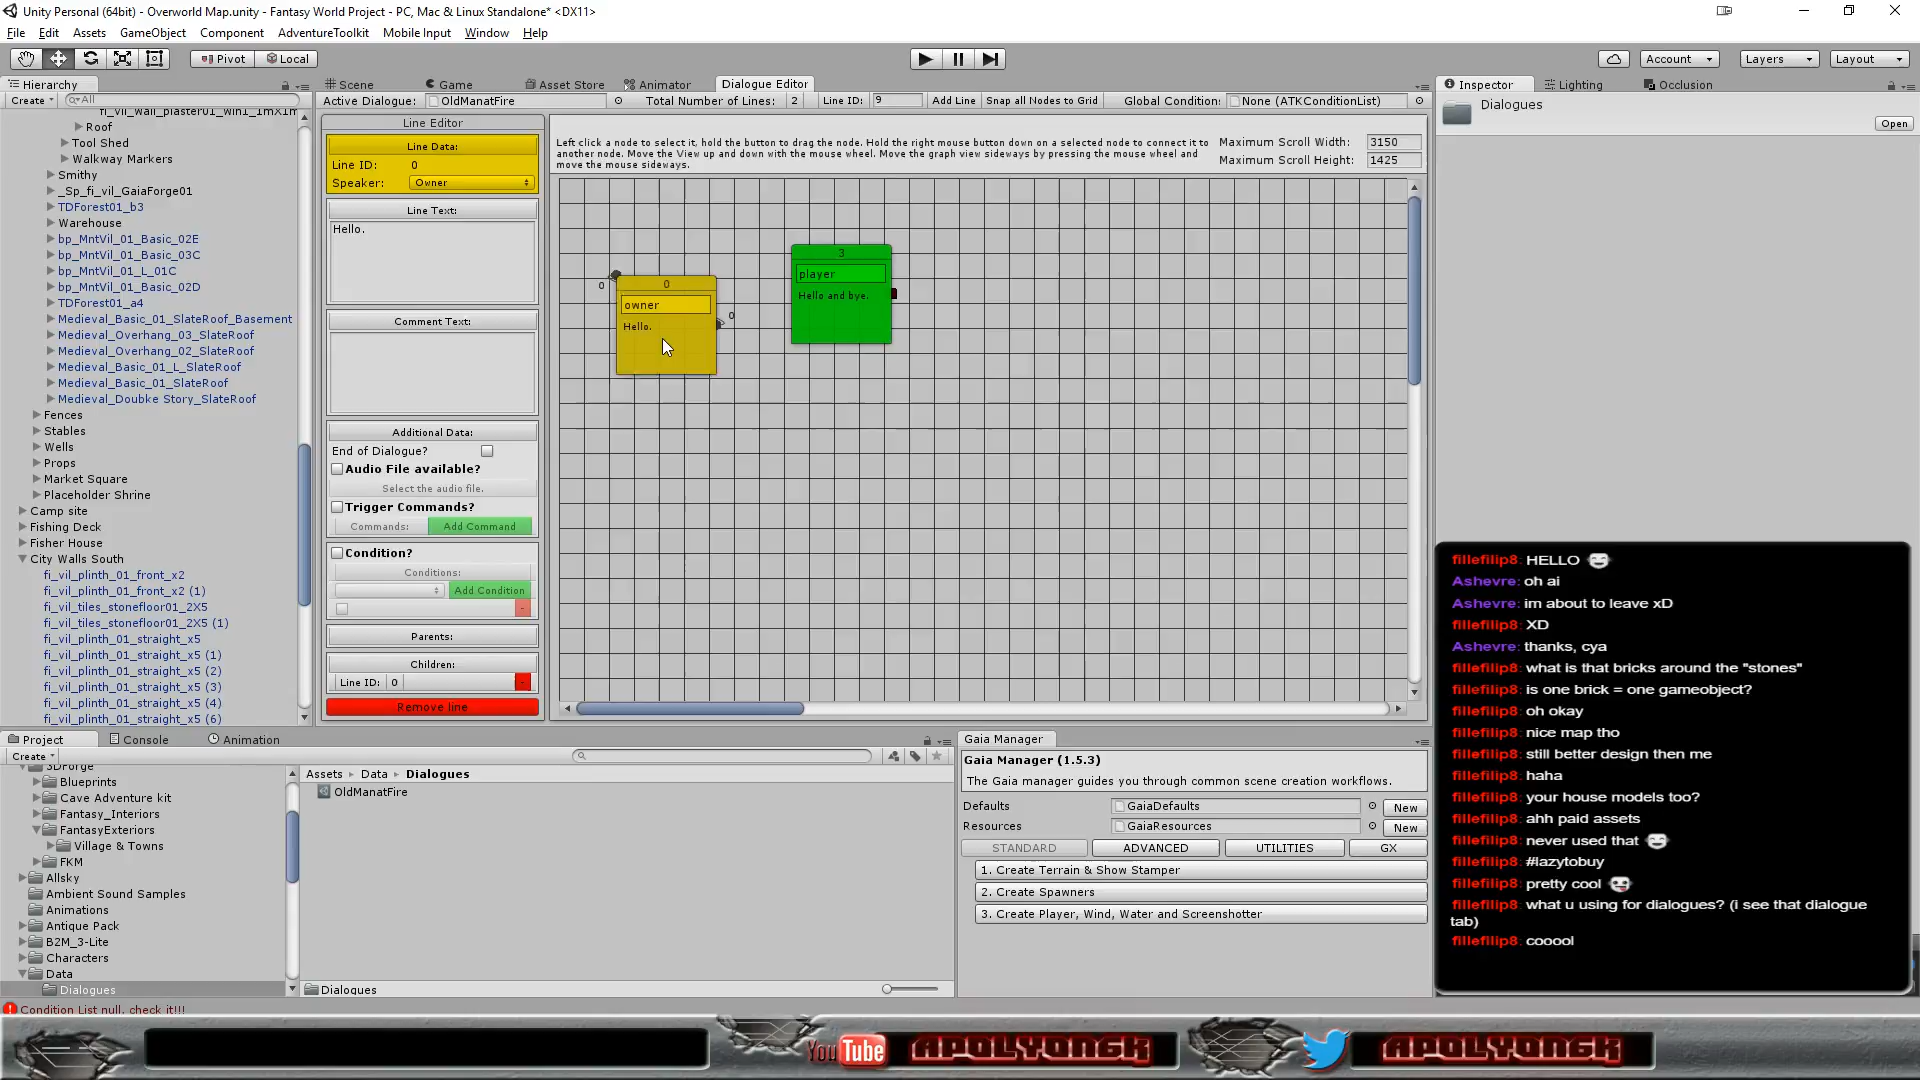 Unity Personal (64bit) - Overworld Map.unity - Fantasy World Project - PC, Mac & Linux Standalone* <DX11>
File Edit Assets GameObject Component AdventureToolkit Mobile Input Window Help
Pivot Local Account Layers Layout
Hierarchy
Create All
fi_vil_wall_plaster01_win1_1mX1m
Roof
Tool Shed
Walkway Markers
Smithy
_Sp_fi_vil_GaiaForge01
TDForest01_b3
Warehouse
bp_MntVil_01_Basic_02E
bp_MntVil_01_Basic_03C
bp_MntVil_01_L_01C
bp_MntVil_01_Basic_02D
TDForest01_a4
Medieval_Basic_01_SlateRoof_Basement
Medieval_Overhang_03_SlateRoof
Medieval_Overhang_02_SlateRoof
Medieval_Basic_01_L_SlateRoof
Medieval_Basic_01_SlateRoof
Medieval_Doubke Story_SlateRoof
Fences
Stables
Wells
Props
Market Square
Placeholder Shrine
Camp site
Fishing Deck
Fisher House
City Walls South
fi_vil_plinth_01_front_x2
fi_vil_plinth_01_front_x2 (1)
fi_vil_tiles_stonefloor01_2X5
fi_vil_tiles_stonefloor01_2X5 (1)
fi_vil_plinth_01_straight_x5
fi_vil_plinth_01_straight_x5 (1)
fi_vil_plinth_01_straight_x5 (2)
fi_vil_plinth_01_straight_x5 (3)
fi_vil_plinth_01_straight_x5 (4)
fi_vil_plinth_01_straight_x5 (6)
Scene Game Asset Store Animator Dialogue Editor
Active Dialogue: OldManatFire Total Number of Lines: 2 Line ID: 9 Add Line Snap all Nodes to Grid Global Condition: None (ATKConditionList)
Line Editor
Line Data:
Line ID: 0
Speaker: Owner
Line Text:
Hello.
Comment Text:
Additional Data:
End of Dialogue?
Audio File available?
Select the audio file.
Trigger Commands?
Commands: Add Command
Condition?
Conditions:
Add Condition
-
Parents:
Children:
Line ID: 0 -
Remove line
Left click a node to select it, hold the button to drag the node. Hold the right mouse button down on a selected node to connect it to
another node. Move the View up and down with the mouse wheel. Move the graph view sideways by pressing the mouse wheel and
move the mouse sideways.
Maximum Scroll Width: 3150
Maximum Scroll Height: 1425
0
0
owner
Hello.
0
3
player
Hello and bye.
Inspector Lighting Occlusion
Dialogues
Open
fillefilip8: HELLO
Ashevre: oh ai
Ashevre: im about to leave xD
fillefilip8: XD
Ashevre: thanks, cya
fillefilip8: what is that bricks around the "stones"
fillefilip8: is one brick = one gameobject?
fillefilip8: oh okay
fillefilip8: nice map tho
fillefilip8: still better design then me
fillefilip8: haha
fillefilip8: your house models too?
fillefilip8: ahh paid assets
fillefilip8: never used that
fillefilip8: #lazytobuy
fillefilip8: pretty cool
fillefilip8: what u using for dialogues? (i see that dialogue
tab)
fillefilip8: cooool
Project Console Animation
Create
3DForge
Blueprints
Cave Adventure kit
Fantasy_Interiors
FantasyExteriors
Village & Towns
FKM
Allsky
Ambient Sound Samples
Animations
Antique Pack
B2M_3-Lite
Characters
Data
Dialogues
Assets Data Dialogues
OldManatFire
Dialogues
Gaia Manager
Gaia Manager (1.5.3)
The Gaia manager guides you through common scene creation workflows.
Defaults GaiaDefaults New
Resources GaiaResources New
STANDARD ADVANCED UTILITIES GX
1. Create Terrain & Show Stamper
2. Create Spawners
3. Create Player, Wind, Water and Screenshotter
Condition List null, check it!!!
YouTube APOLYON6K APOLYON6K